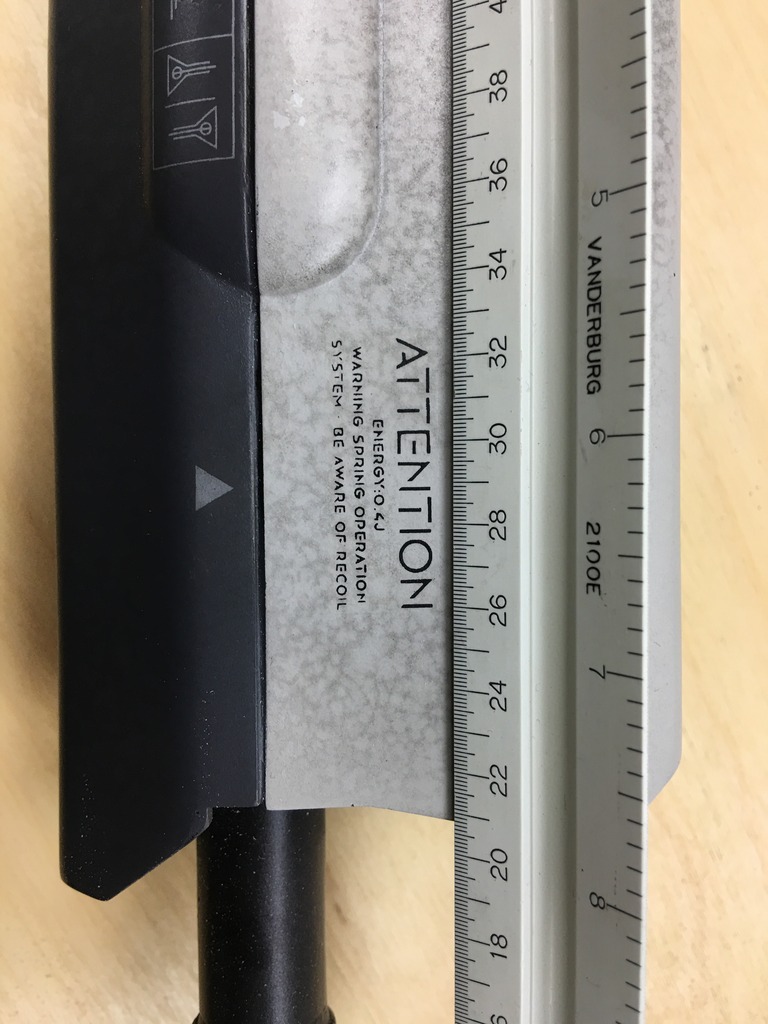 ATTENTION
ENERGY:0.4J
WARNING SPRING OPERATION
SYSTEM · BE AWARE OF RECOIL
38
36
34
32
30
28
26
24
22
20
18
5
VANDERBURG
6
2100E
7
8